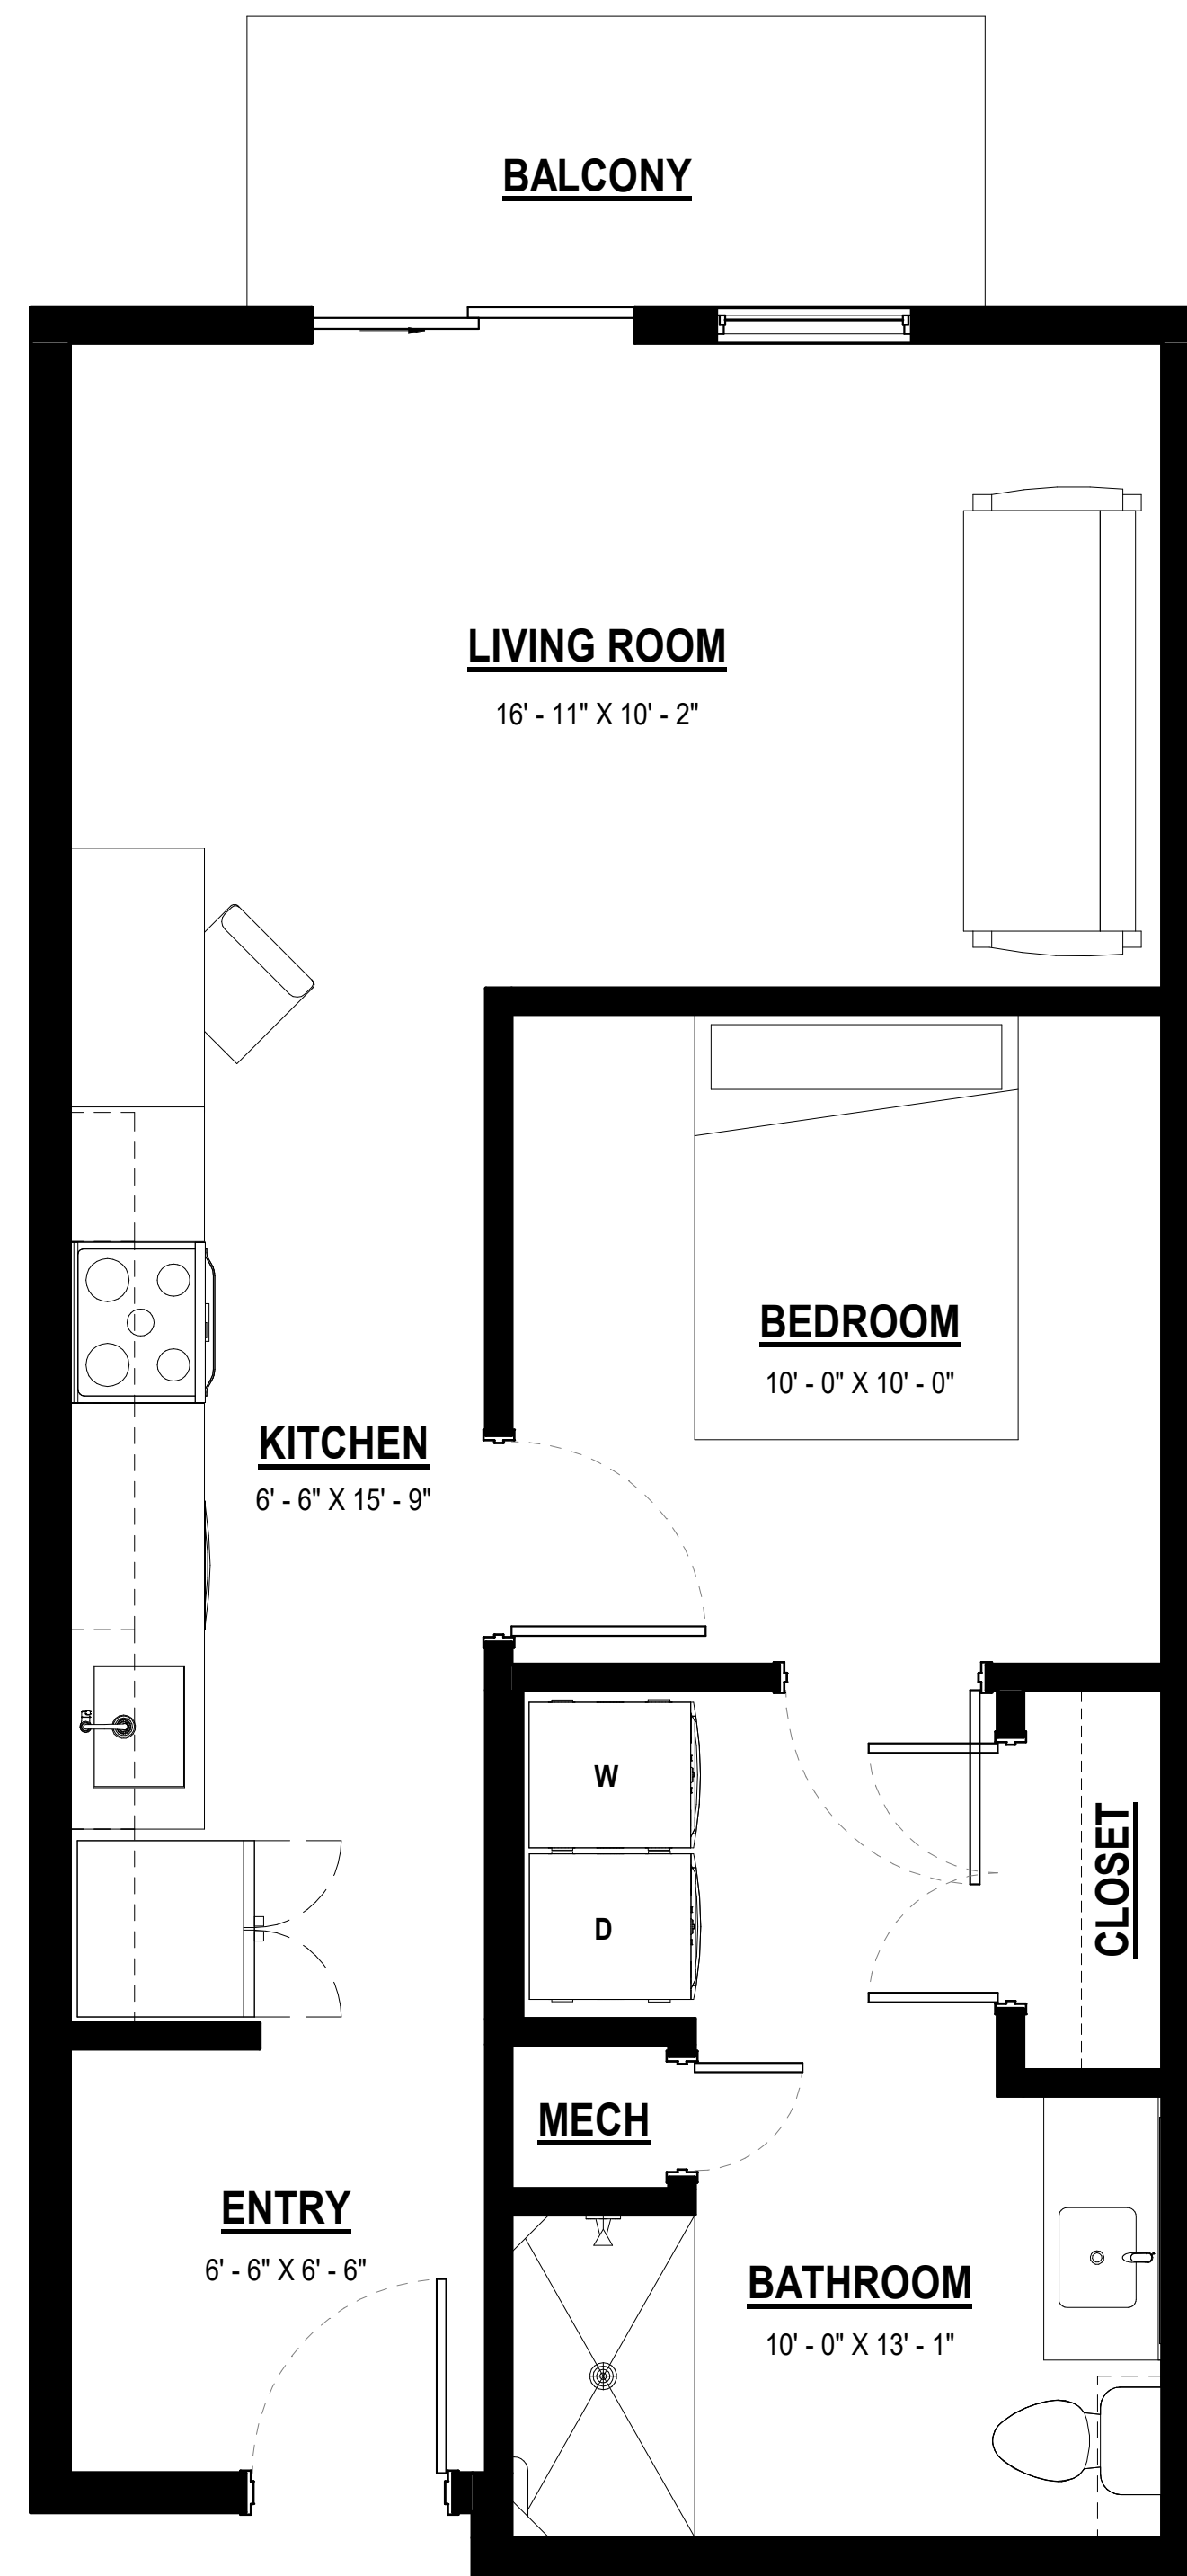 BALCONY
LIVING ROOM
16' - 11" X 10' - 2"
BEDROOM
10' - 0" X 10' - 0"
KITCHEN
6' - 6" X 15' - 9"
W
D
CLOSET
MECH
ENTRY
6' - 6" X 6' - 6"
BATHROOM
10' - 0" X 13' - 1"